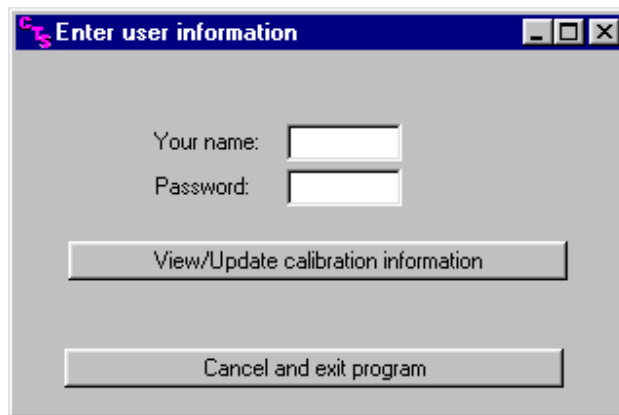 CTS Enter user information
Your name:
Password:
View/Update calibration information
Cancel and exit program